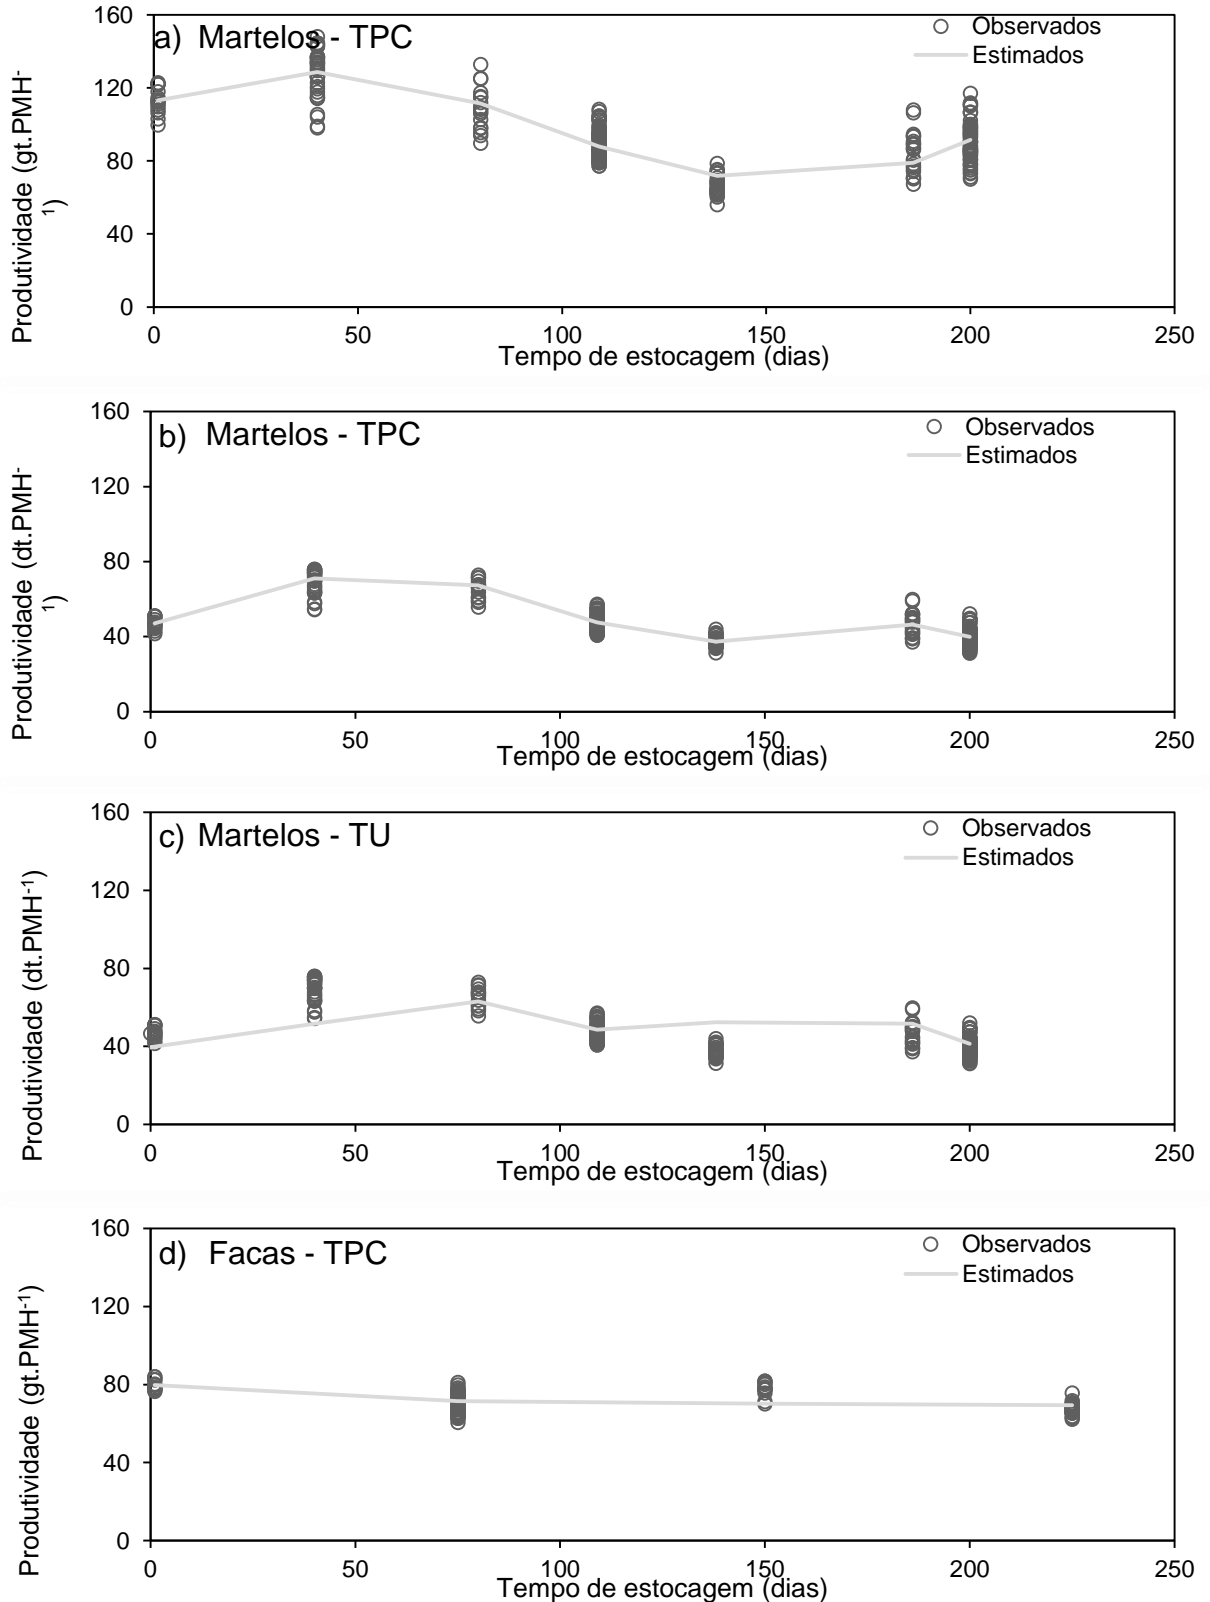 a) Martelos - TPC
Observados
Estimados
Produtividade (gt.PMH-
1)
160
120
80
40
0
0 50 100 150 200 250
Tempo de estocagem (dias)
b) Martelos - TPC
Observados
Estimados
Produtividade (dt.PMH-
1)
160
120
80
40
0
0 50 100 150 200 250
Tempo de estocagem (dias)
c) Martelos - TU
Observados
Estimados
Produtividade (dt.PMH-1)
160
120
80
40
0
0 50 100 150 200 250
Tempo de estocagem (dias)
d) Facas - TPC
Observados
Estimados
Produtividade (gt.PMH-1)
160
120
80
40
0
0 50 100 150 200 250
Tempo de estocagem (dias)